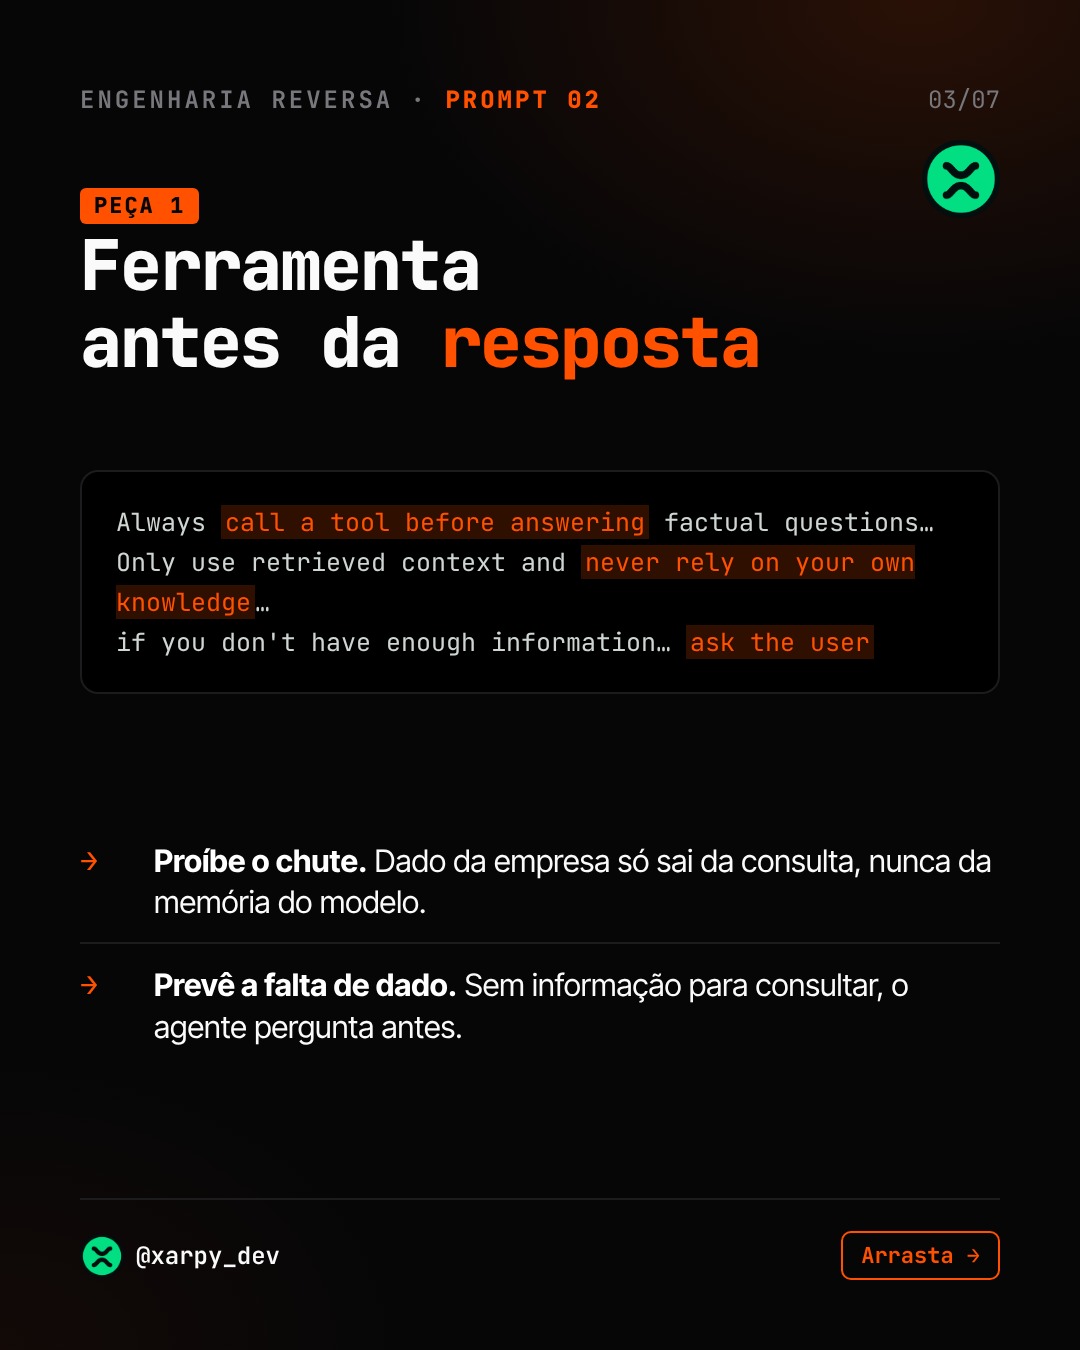 ENGENHARIA REVERSA · PROMPT 02
03/07
PEÇA 1
Ferramenta
antes da resposta
Always call a tool before answering factual questions…
Only use retrieved context and never rely on your own
knowledge…
if you don't have enough information… ask the user
→ Proíbe o chute. Dado da empresa só sai da consulta, nunca da
memória do modelo.
→ Prevê a falta de dado. Sem informação para consultar, o
agente pergunta antes.
@xarpy_dev
Arrasta →